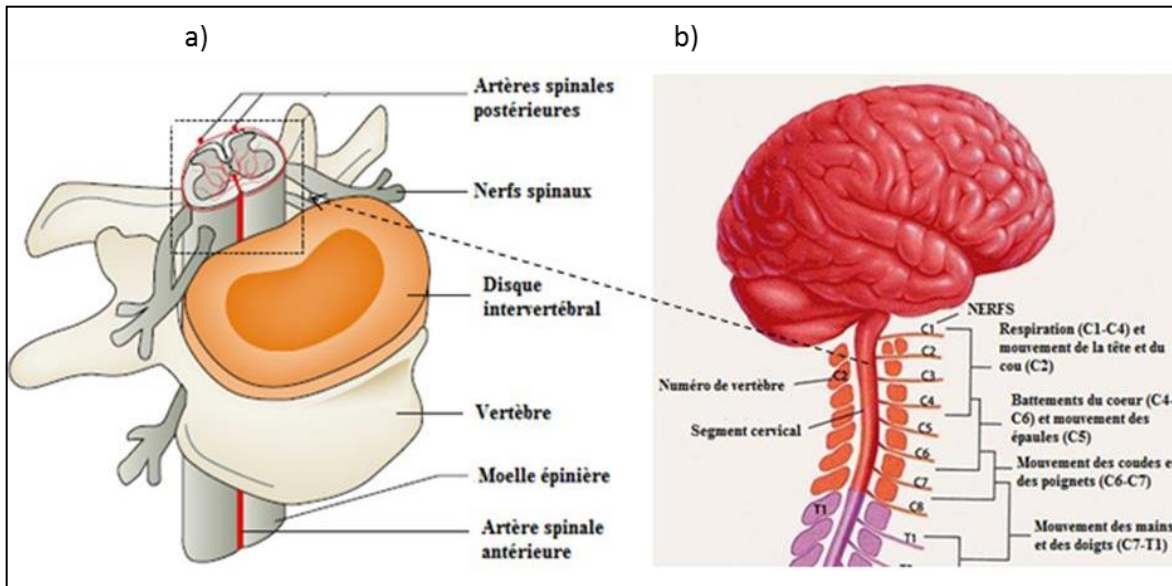 a)
Artères spinales
postérieures
Nerfs spinaux
Disque
intervertébral
Vertèbre
Moelle épinière
Artère spinale
antérieure
b)
NERFS
C1
C2
C3
C4
C5
C6
C7
C8
T1
C2
T1
Numéro de vertèbre
Segment cervical
Respiration (C1-C4) et
mouvement de la tête et du
cou (C2)
Battements du coeur (C4-
C6) et mouvement des
épaules (C5)
Mouvement des coudes e
des poignets (C6-C7)
Mouvement des mains
et des doigts (C7-T1)